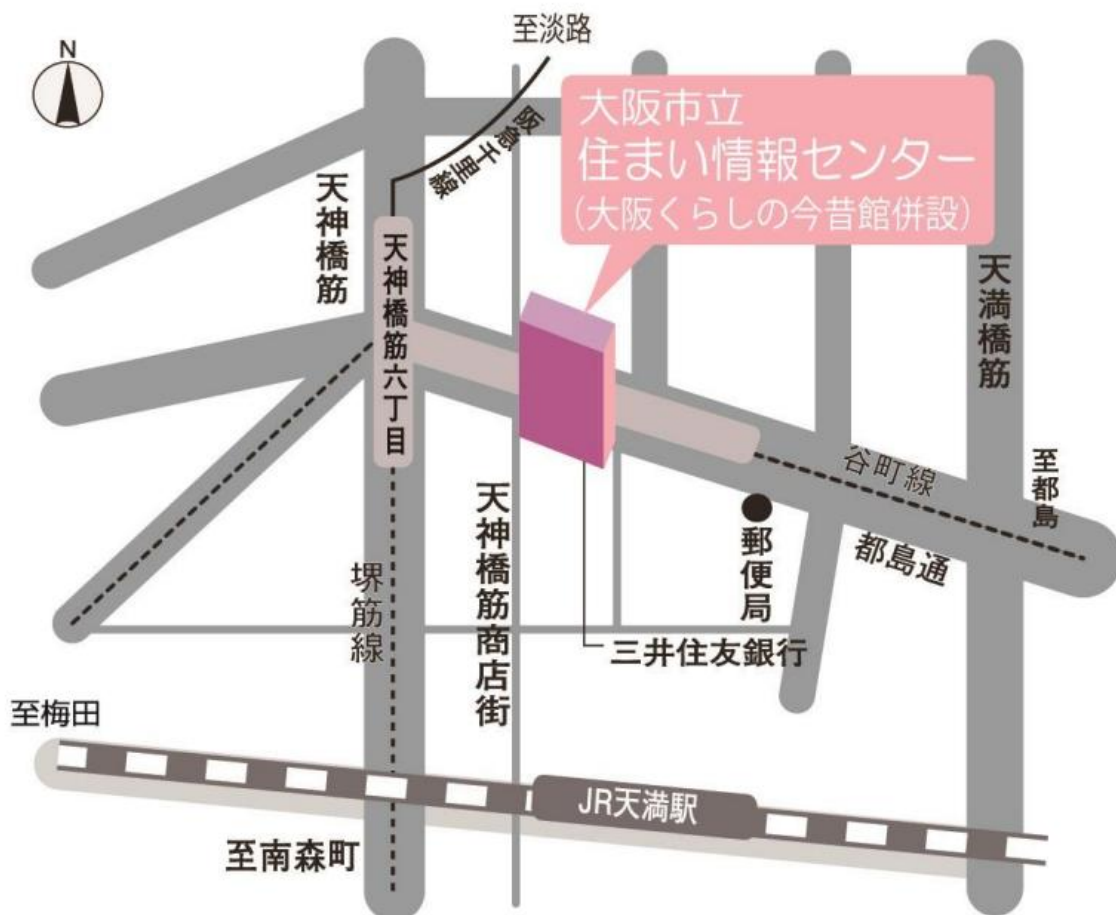 N
至淡路
阪急千里線
大阪市立
住まい情報センター
(大阪くらしの今昔館併設)
天神橋筋
天神橋筋六丁目
天満橋筋
谷町線
至都島
都島通
郵便局
堺筋線
天神橋筋商店街
三井住友銀行
至梅田
JR天満駅
至南森町